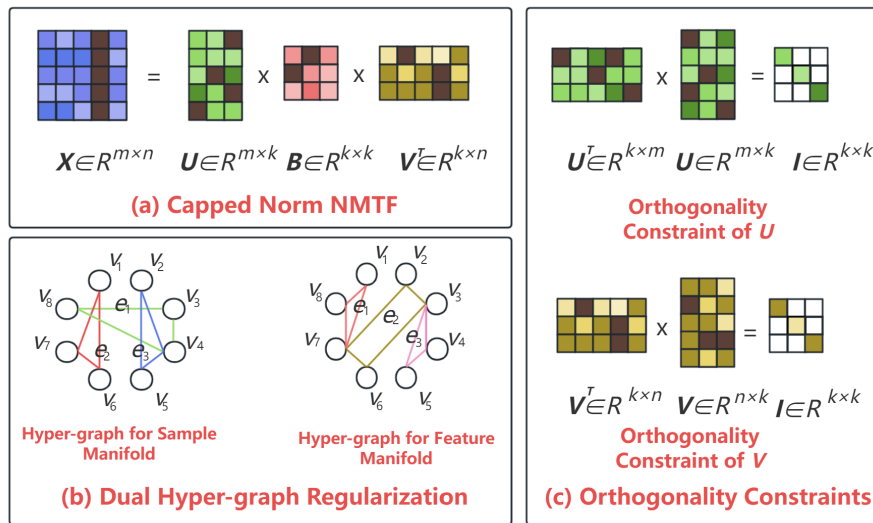 = x x
X∈R^{m×n} U∈R^{m×k} B∈R^{k×k} V^T∈R^{k×n}
(a) Capped Norm NMTF
v1 v2
v8 e1 v3
v7 e2 e3 v4
v6 v5
Hyper-graph for Sample
Manifold
v1 v2
v8 e1 v3
e2
v7 e3 v4
v6 v5
Hyper-graph for Feature
Manifold
(b) Dual Hyper-graph Regularization
x =
U^T∈R^{k×m} U∈R^{m×k} I∈R^{k×k}
Orthogonality
Constraint of U
x =
V^T∈R^{k×n} V∈R^{n×k} I∈R^{k×k}
Orthogonality
Constraint of V
(c) Orthogonality Constraints